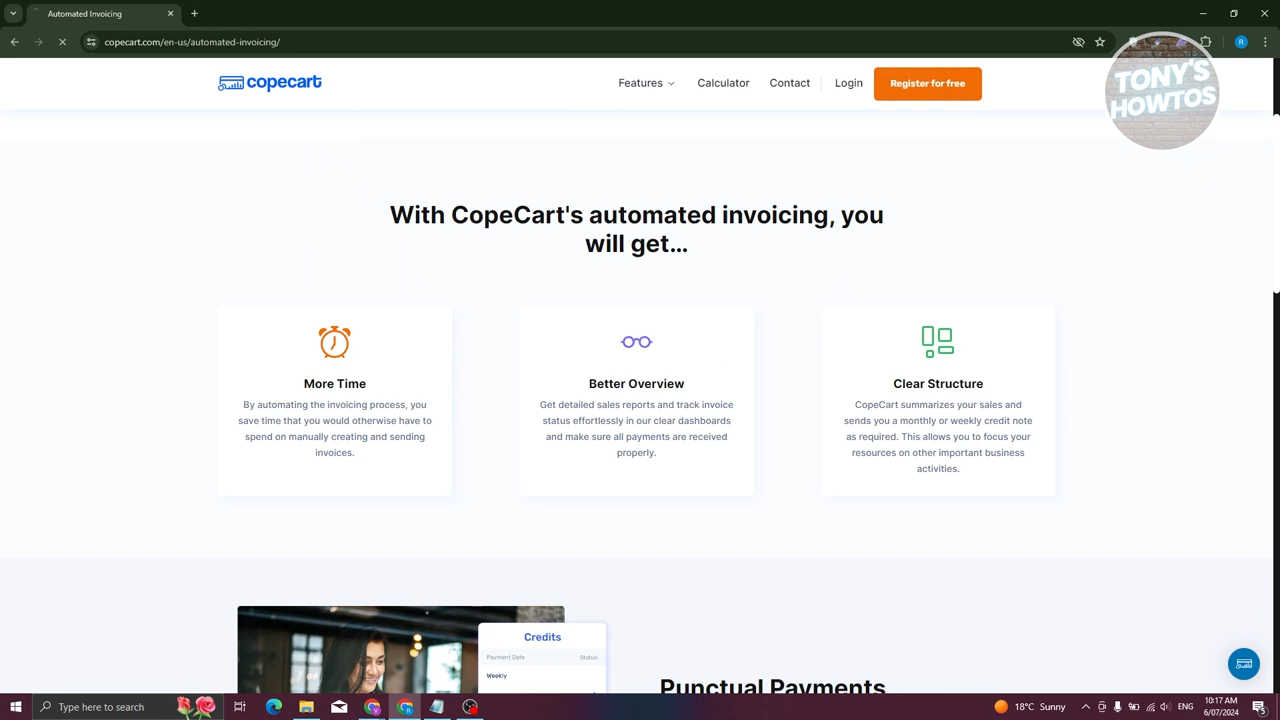 Automated Invoicing
copecart.com/en-us/automated-invoicing/
R
copecart
Features
Calculator
Contact
Login
Register for free
TONY'S
HOWTOS
With CopeCart's automated invoicing, you
will get...
More Time
By automating the invoicing process, you
save time that you would otherwise have to
spend on manually creating and sending
invoices.
Better Overview
Get detailed sales reports and track invoice
status effortlessly in our clear dashboards
and make sure all payments are received
properly.
Clear Structure
CopeCart summarizes your sales and
sends you a monthly or weekly credit note
as required. This allows you to focus your
resources on other important business
activities.
Credits
Payment Date Status
Weekly
Punctual Payments
Type here to search
18°C Sunny
ENG
10:17 AM
6/07/2024